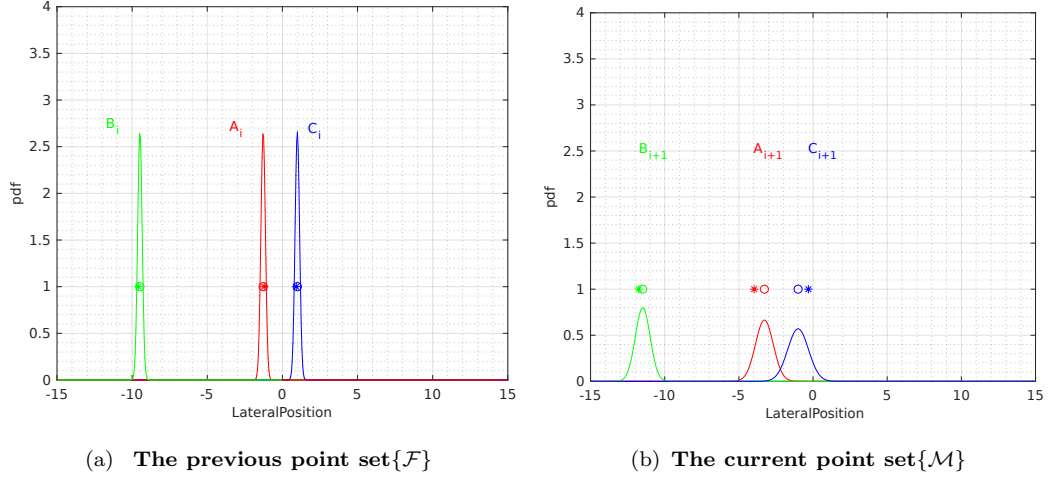 4
3.5
3
2.5
2
1.5
1
0.5
0
pdf
B_i
A_i
C_i
-15 -10 -5 0 5 10 15
LateralPosition
(a) The previous point set{ℱ}
4
3.5
3
2.5
2
1.5
1
0.5
0
pdf
B_{i+1}
A_{i+1}
C_{i+1}
-15 -10 -5 0 5 10 15
LateralPosition
(b) The current point set{ℳ}